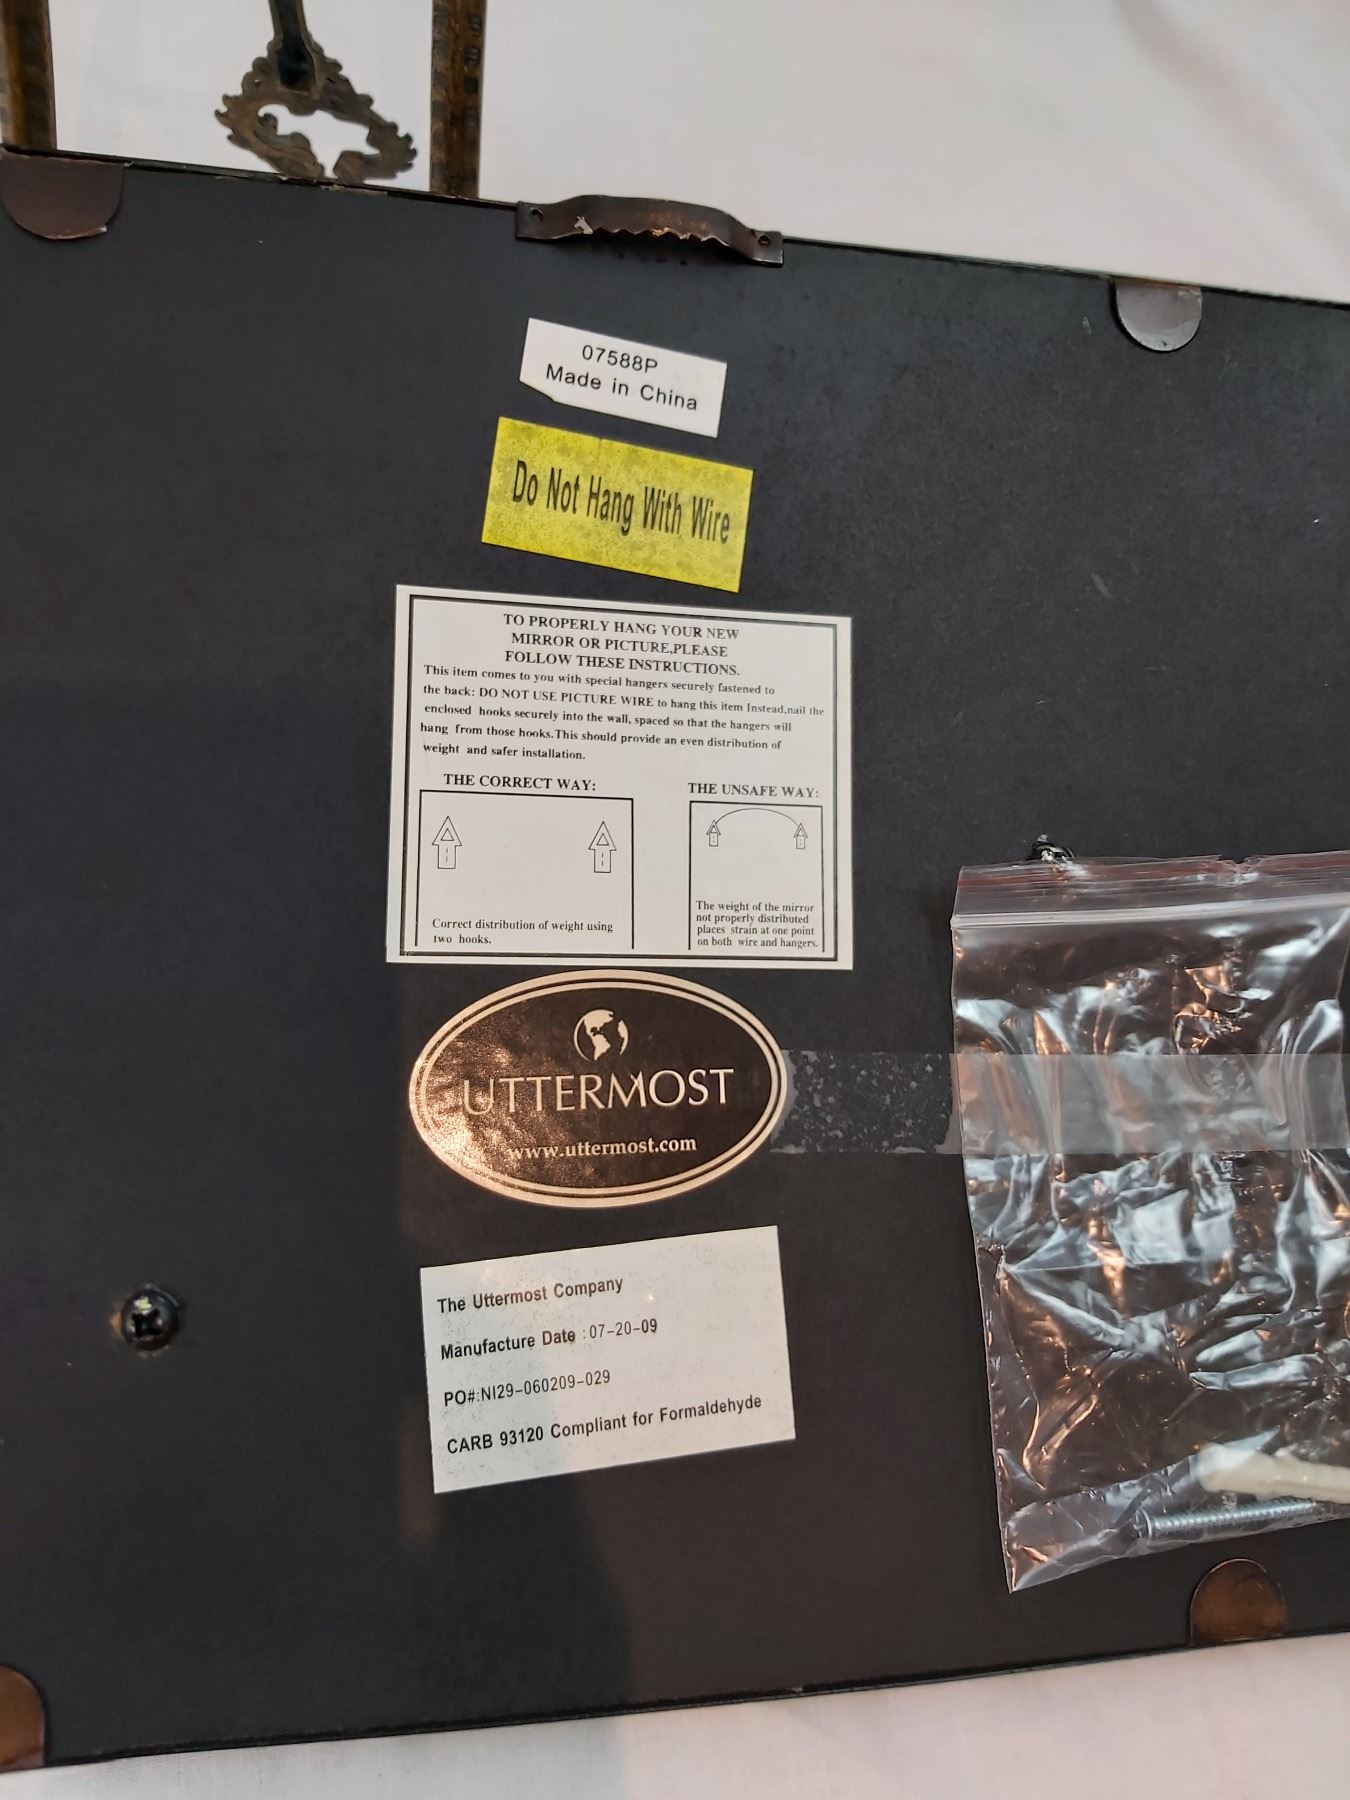 07588P
Made in China
Do Not Hang With Wire
TO PROPERLY HANG YOUR NEW
MIRROR OR PICTURE,PLEASE
FOLLOW THESE INSTRUCTIONS.
This item comes to you with special hangers securely fastened to
the back: DO NOT USE PICTURE WIRE to hang this item Instead,nail the
enclosed hooks securely into the wall, spaced so that the hangers will
hang from those hooks.This should provide an even distribution of
weight and safer installation.
THE CORRECT WAY:
Correct distribution of weight using
two hooks.
THE UNSAFE WAY:
The weight of the mirror
not properly distributed
places strain at one point
on both wire and hangers.
UTTERMOST
www.uttermost.com
The Uttermost Company
Manufacture Date :07-20-09
PO#:NI29-060209-029
CARB 93120 Compliant for Formaldehyde